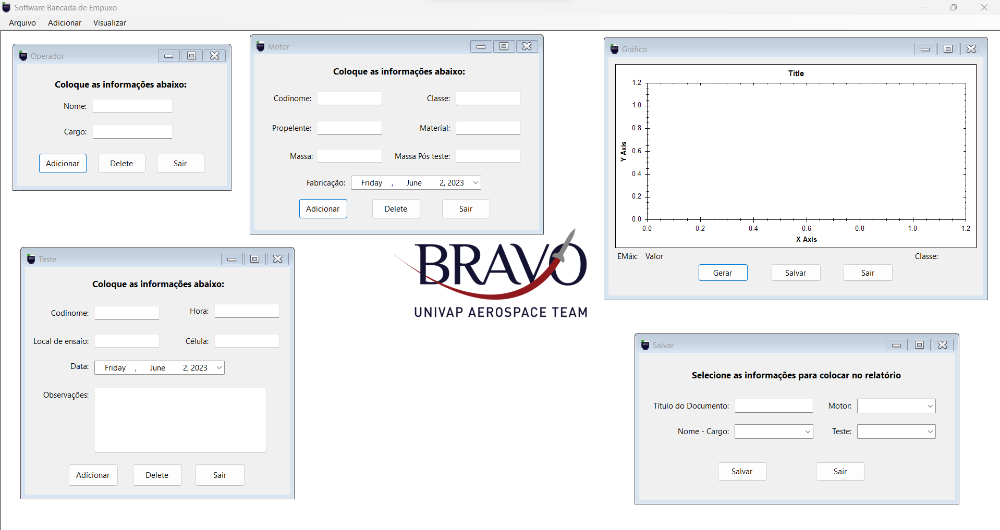 Software Bancada de Empuxo
Arquivo Adicionar Visualizar
Operador
Coloque as informações abaixo:
Nome:
Cargo:
Adicionar Delete Sair
Motor
Coloque as informações abaixo:
Codinome: Classe:
Propelente: Material:
Massa: Massa Pós teste:
Fabricação: Friday , June 2, 2023
Adicionar Delete Sair
Gráfico
Title
1.2
1.0
0.8
0.6
0.4
0.2
0.0
Y Axis
0.0 0.2 0.4 0.6 0.8 1.0 1.2
X Axis
EMáx: Valor Classe:
Gerar Salvar Sair
Teste
Coloque as informações abaixo:
Codinome: Hora:
Local de ensaio: Célula:
Data: Friday , June 2, 2023
Observações:
Adicionar Delete Sair
BRAVO
UNIVAP AEROSPACE TEAM
Salvar
Selecione as informações para colocar no relatório
Título do Documento: Motor:
Nome - Cargo: Teste:
Salvar Sair